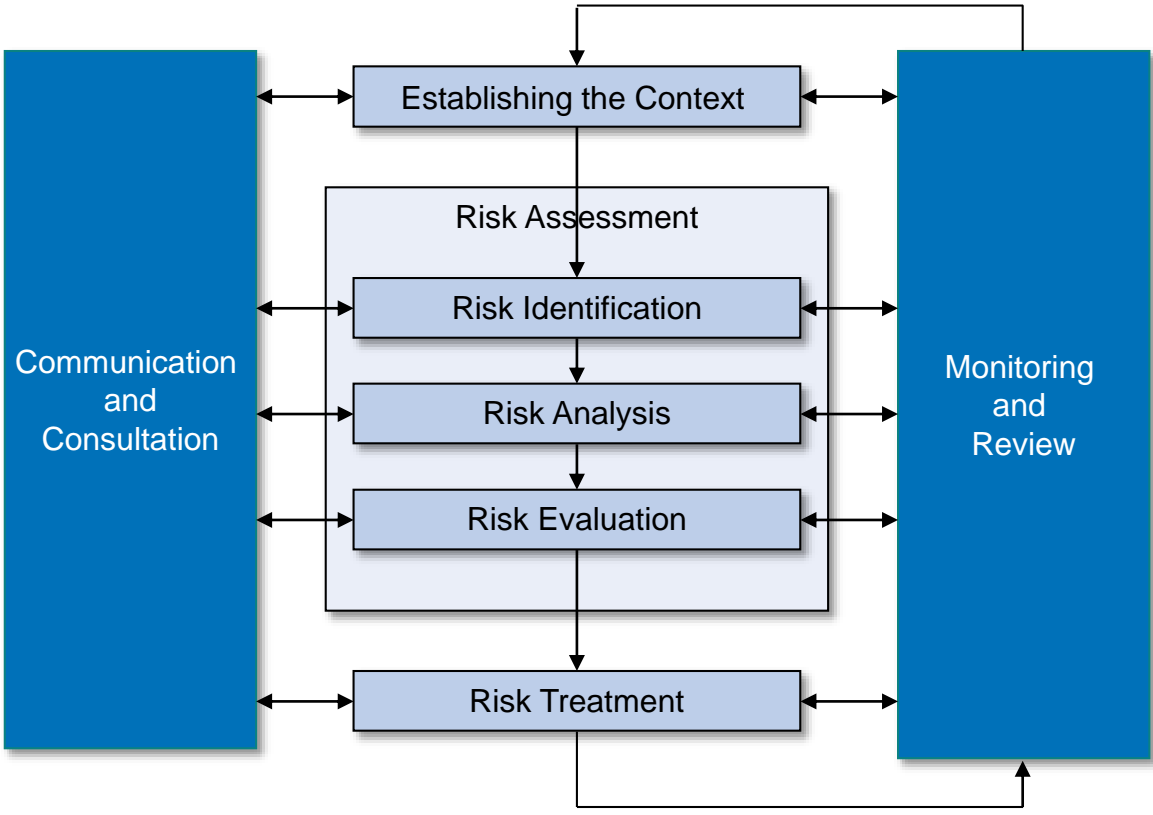 Establishing the Context
Risk Assessment
Risk Identification
Risk Analysis
Risk Evaluation
Risk Treatment
Communication
and
Consultation
Monitoring
and
Review